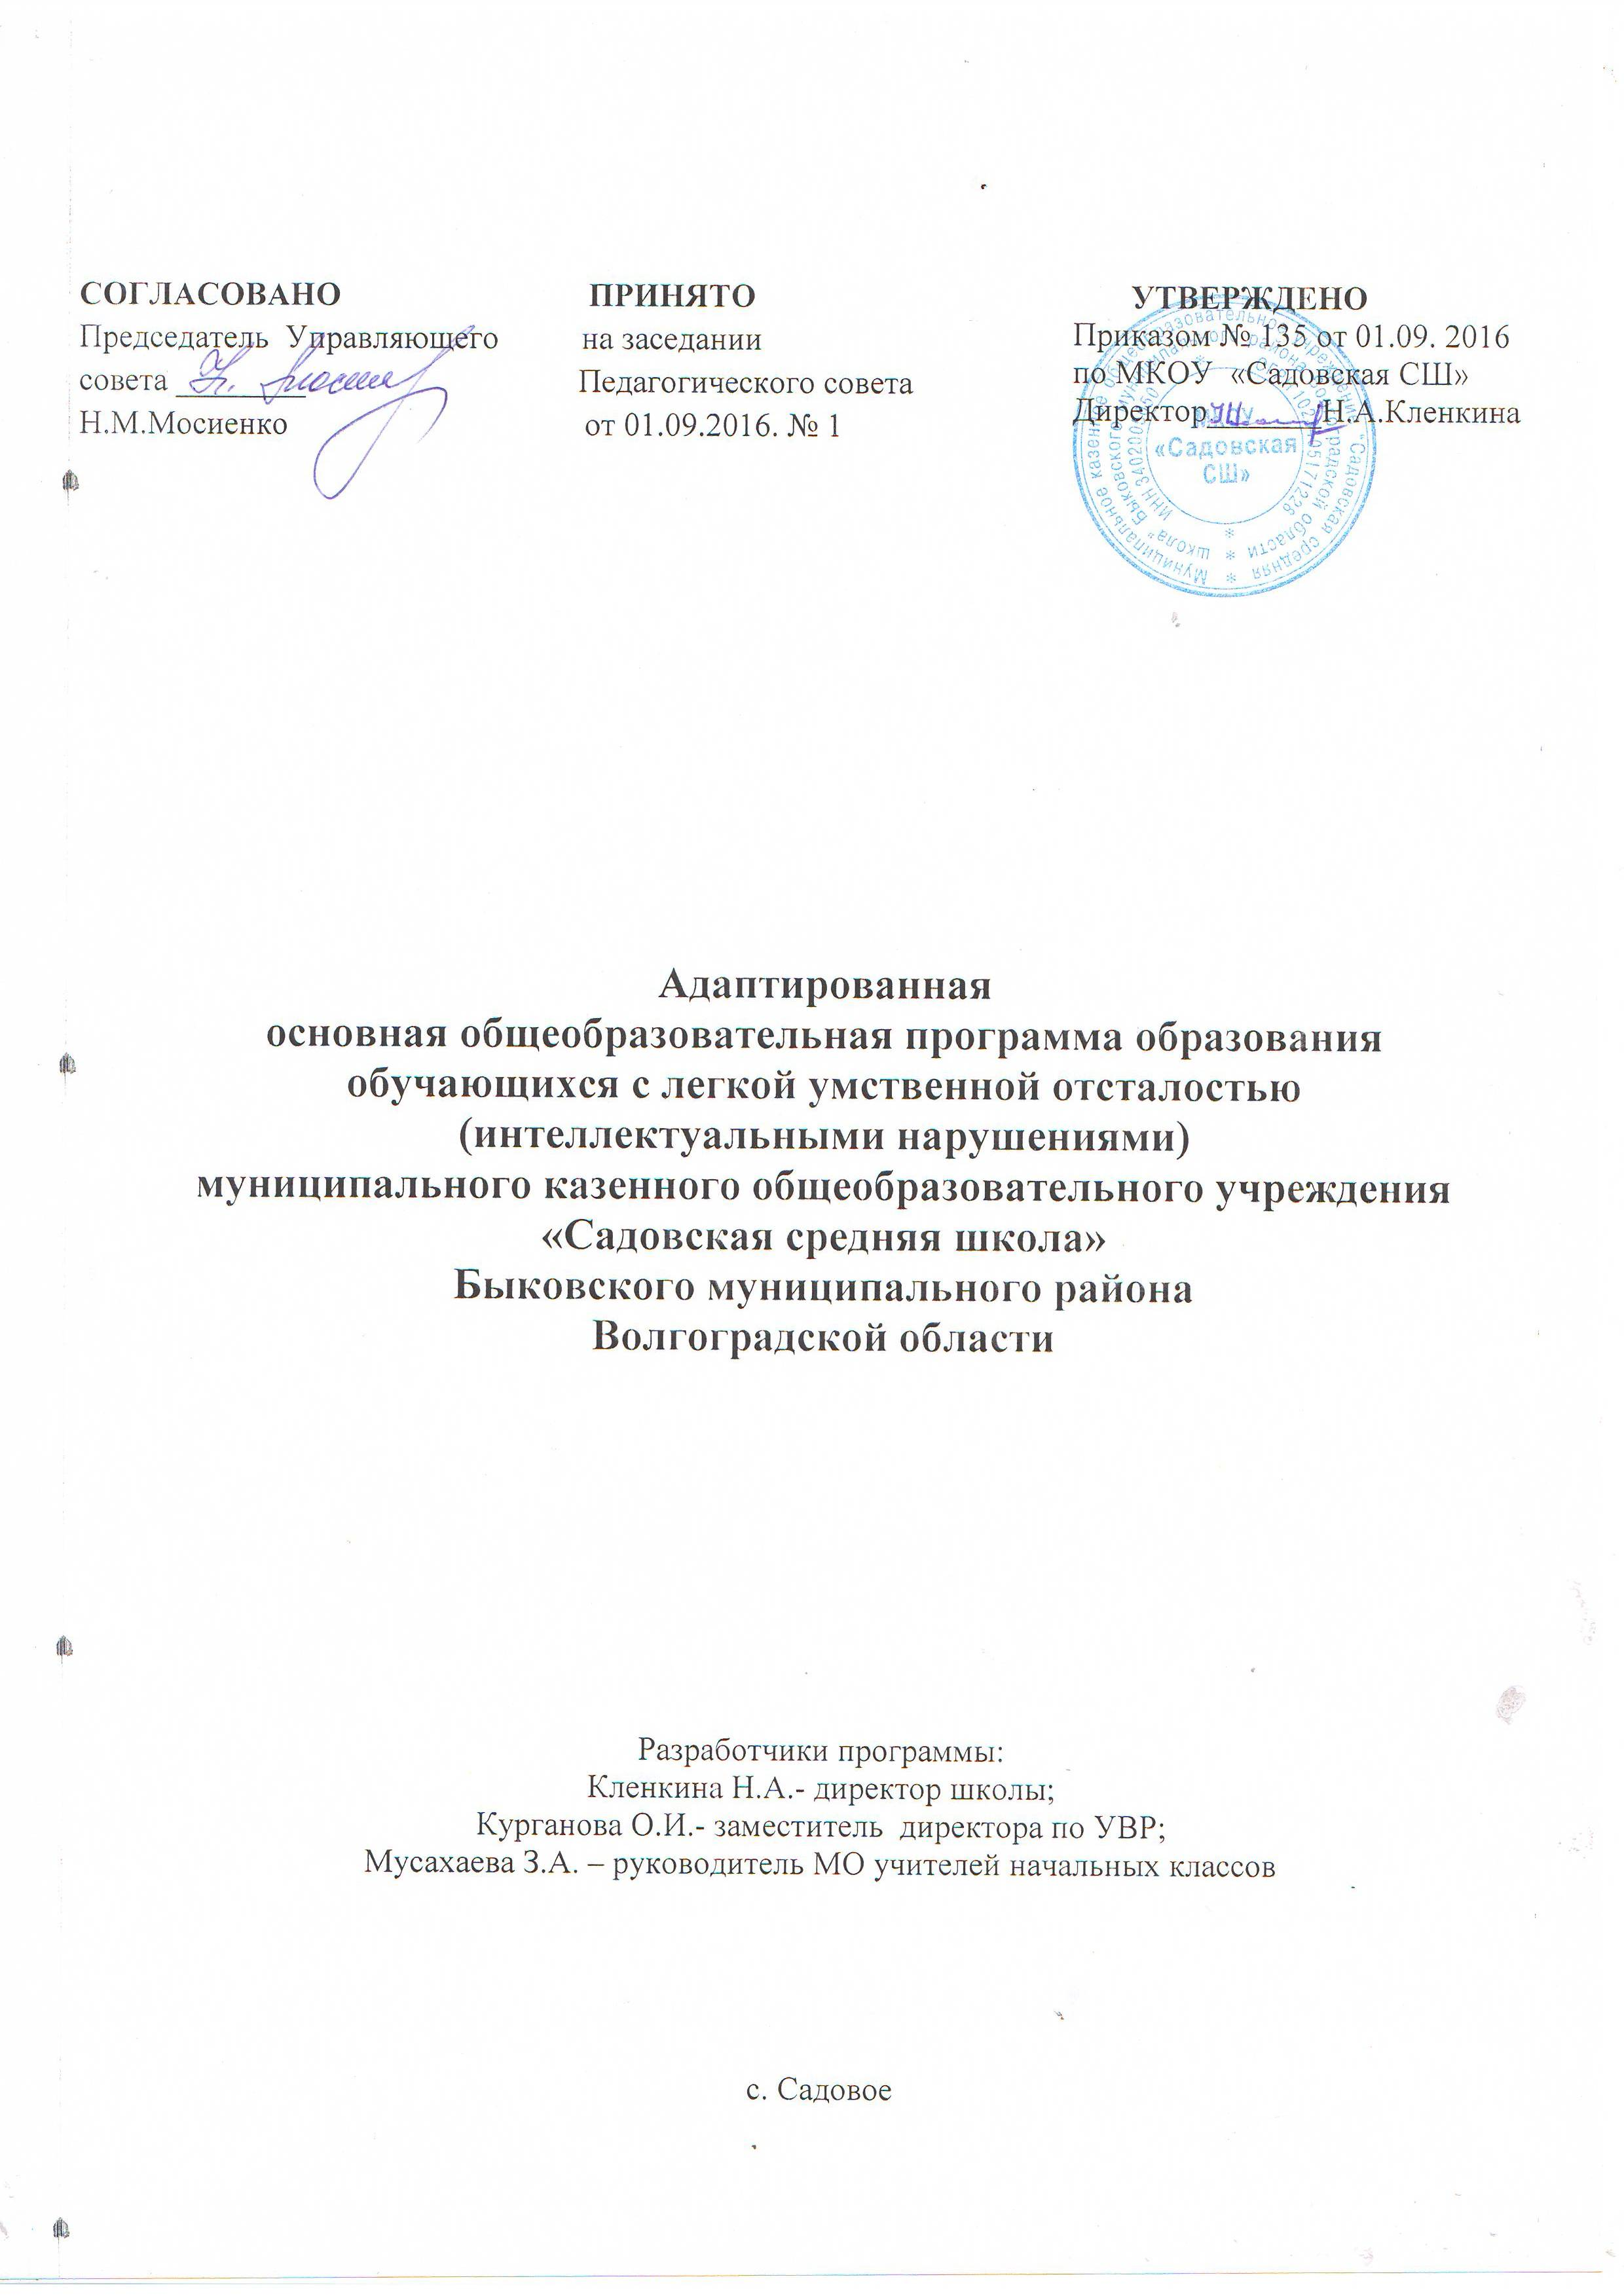 СОГЛАСОВАНО
Председатель Управляющего
совета
Н.М.Мосиенко
ПРИНЯТО
на заседании
Педагогического совета
от 01.09.2016. № 1
УТВЕРЖДЕНО
Приказом № 135 от 01.09. 2016
по МКОУ «Садовская СШ»
Директор Н.А.Кленкина
«Садовская
СШ»
Адаптированная
основная общеобразовательная программа образования
обучающихся с легкой умственной отсталостью
(интеллектуальными нарушениями)
муниципального казенного общеобразовательного учреждения
«Садовская средняя школа»
Быковского муниципального района
Волгоградской области
Разработчики программы:
Кленкина Н.А.- директор школы;
Курганова О.И.- заместитель директора по УВР;
Мусахаева З.А. – руководитель МО учителей начальных классов
с. Садовое